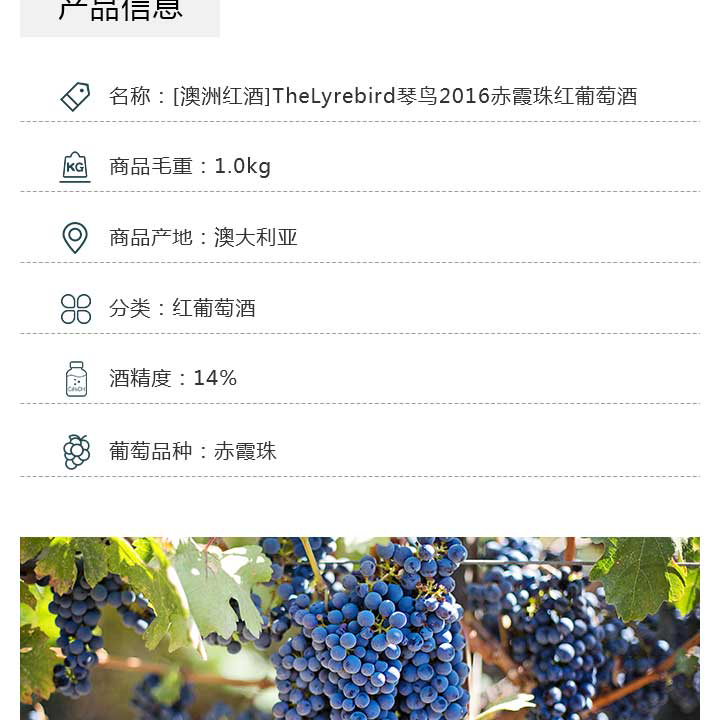 产品信息
名称：[澳洲红酒]TheLyrebird琴鸟2016赤霞珠红葡萄酒
KG
商品毛重：1.0kg
商品产地：澳大利亚
分类：红葡萄酒
酒精度：14%
葡萄品种：赤霞珠